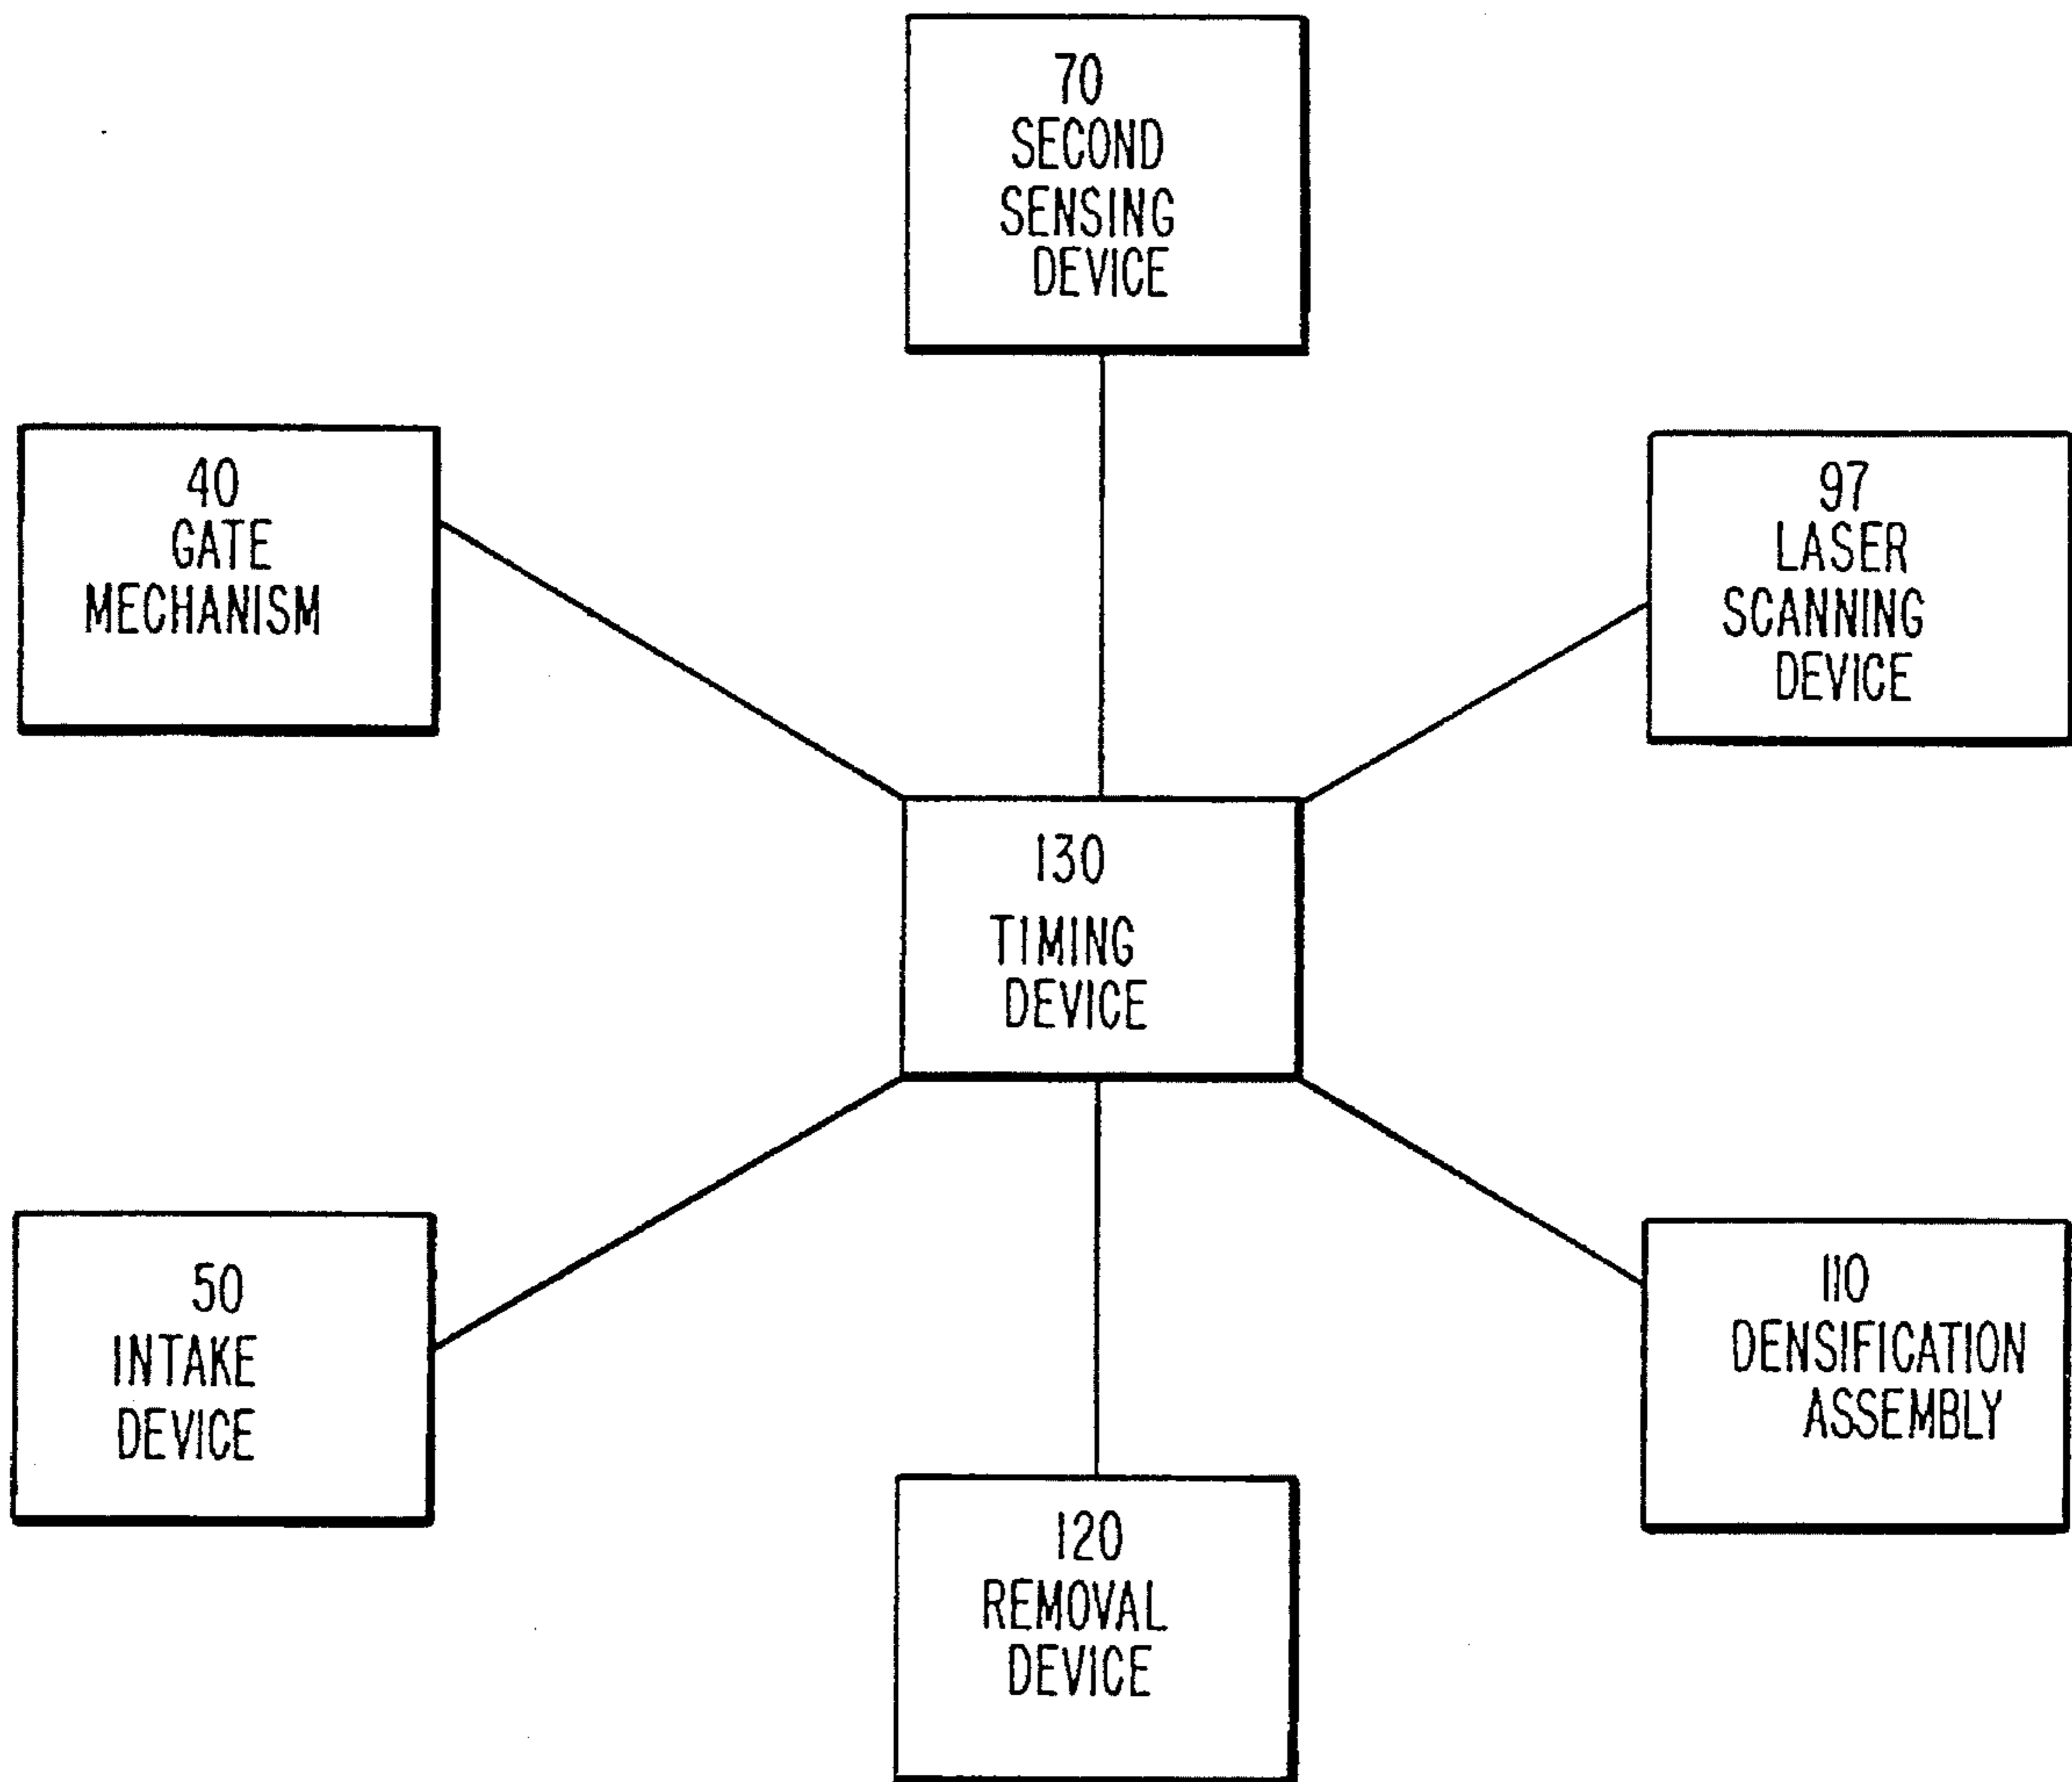 70
SECOND
SENSING
DEVICE
40
GATE
MECHANISM
97
LASER
SCANNING
DEVICE
130
TIMING
DEVICE
50
INTAKE
DEVICE
110
DENSIFICATION
ASSEMBLY
120
REMOVAL
DEVICE